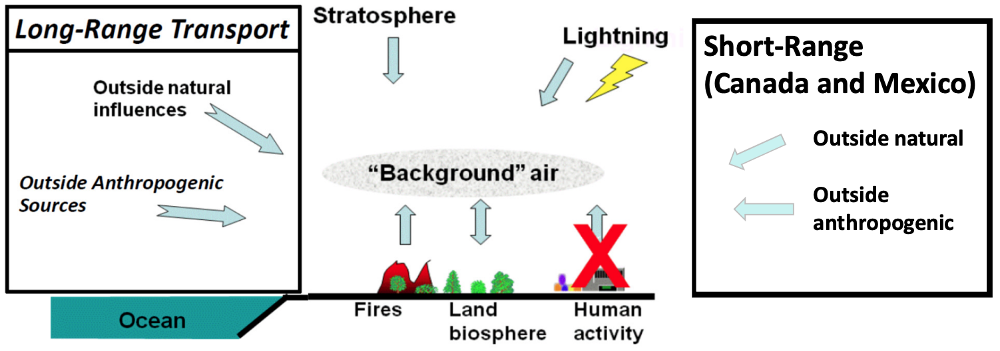 Long-Range Transport
Outside natural
influences
Outside Anthropogenic
Sources
Ocean
Stratosphere
Lightning
“Background” air
Fires
Land
biosphere
Human
activity
Short-Range
(Canada and Mexico)
Outside natural
Outside
anthropogenic